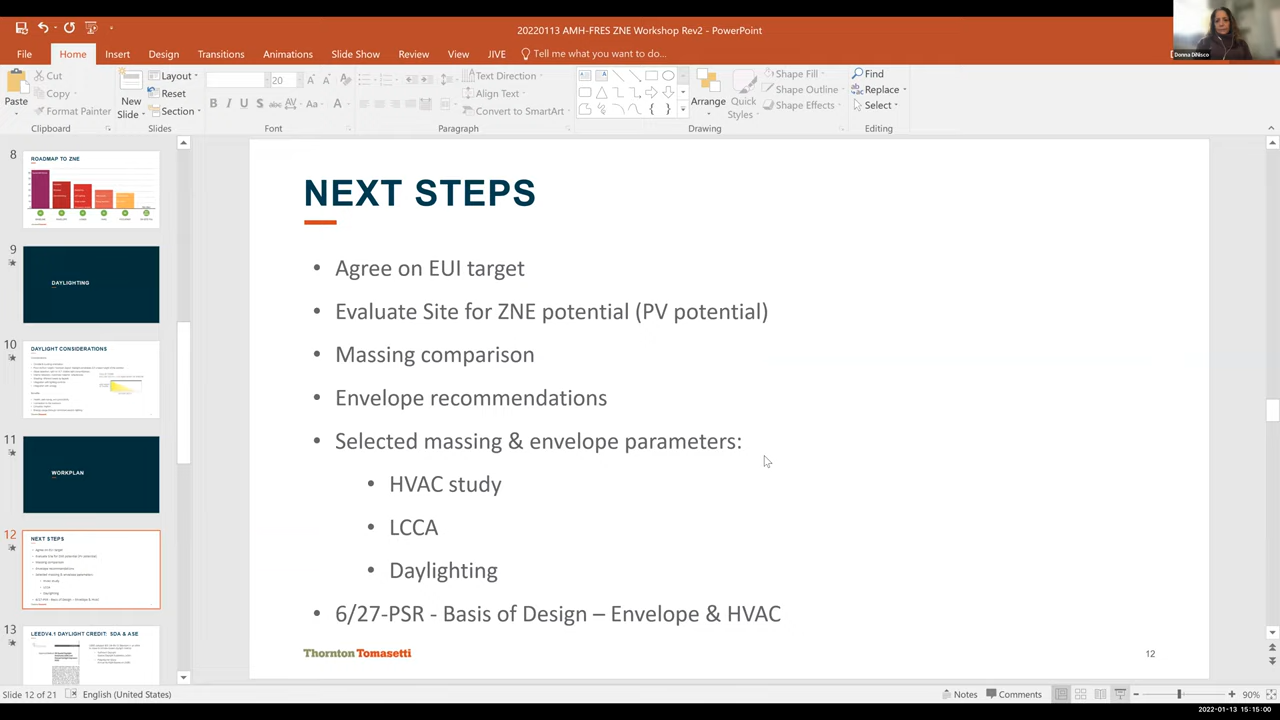 20220113 AMH-FRES ZNE Workshop Rev2 - PowerPoint
Donna DiNisco
File Home Insert Design Transitions Animations Slide Show Review View JIVE Tell me what you want to do...
Paste
Cut
Copy
Format Painter
Clipboard
New Slide
Layout
Reset
Section
Slides
20
Font
Text Direction
Align Text
Convert to SmartArt
Paragraph
Arrange
Quick Styles
Shape Fill
Shape Outline
Shape Effects
Drawing
Find
Replace
Select
Editing
8
ROADMAP TO ZNE
9
DAYLIGHTING
10
DAYLIGHT CONSIDERATIONS
11
WORKPLAN
12
NEXT STEPS
13
LEEDV4.1 DAYLIGHT CREDIT: SDA & ASE
NEXT STEPS
• Agree on EUI target
• Evaluate Site for ZNE potential (PV potential)
• Massing comparison
• Envelope recommendations
• Selected massing & envelope parameters:
• HVAC study
• LCCA
• Daylighting
• 6/27-PSR - Basis of Design – Envelope & HVAC
Thornton Tomasetti
12
Slide 12 of 21 English (United States) Notes Comments 90%
2022-01-13 15:15:00